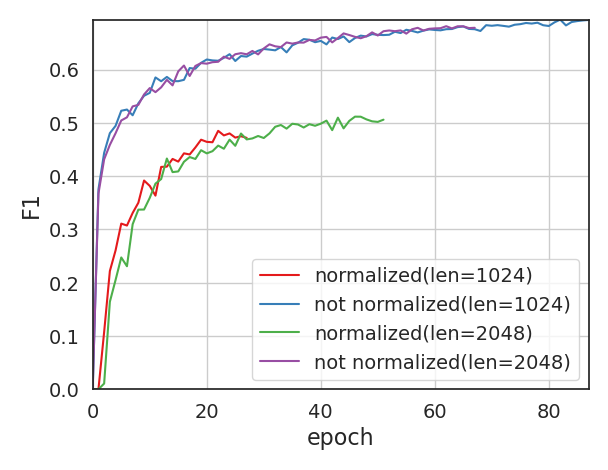 F1
0.6
0.5
0.4
0.3
0.2
0.1
0.0
normalized(len=1024)
not normalized(len=1024)
normalized(len=2048)
not normalized(len=2048)
0 20 40 60 80
epoch